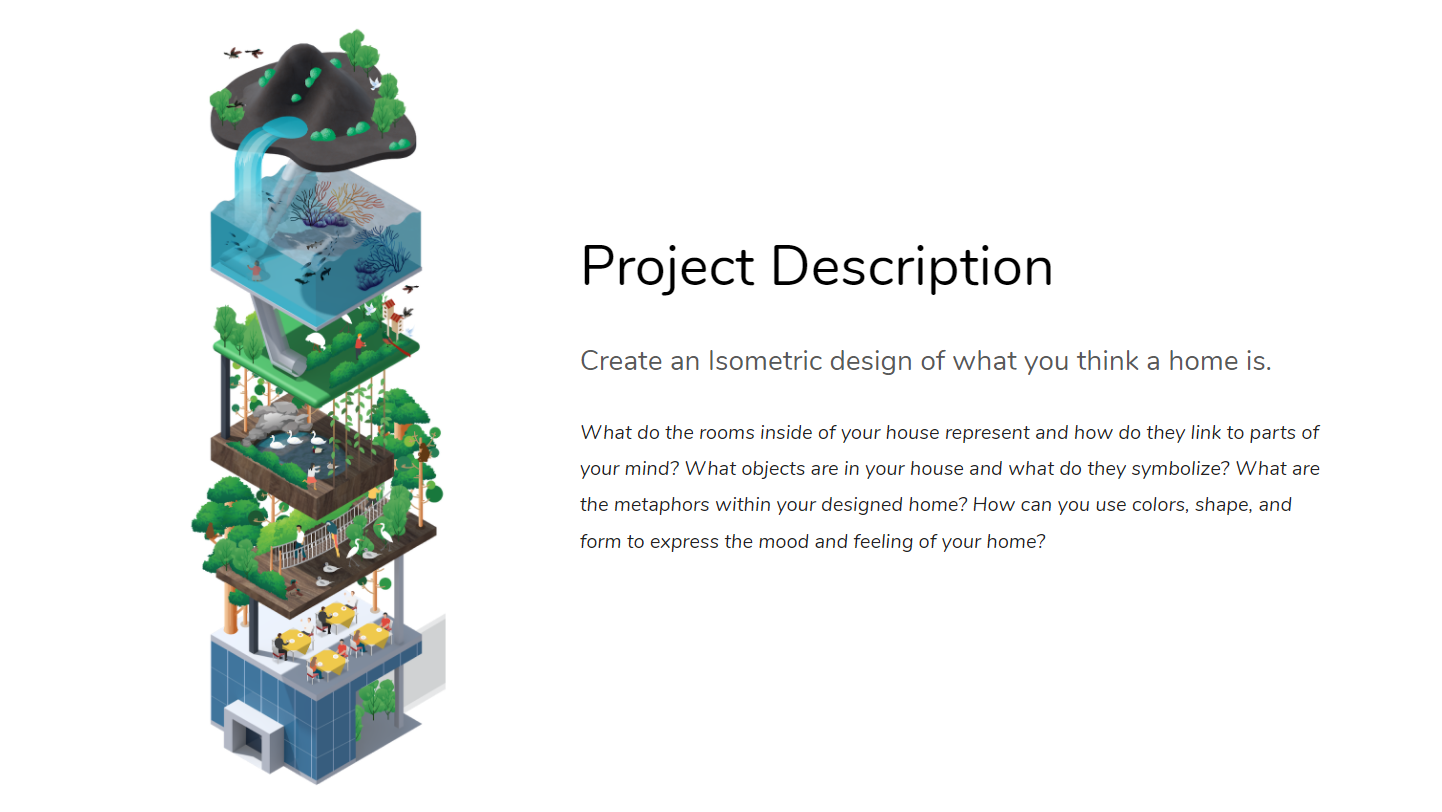 Project Description
Create an Isometric design of what you think a home is.
What do the rooms inside of your house represent and how do they link to parts of
your mind? What objects are in your house and what do they symbolize? What are
the metaphors within your designed home? How can you use colors, shape, and
form to express the mood and feeling of your home?